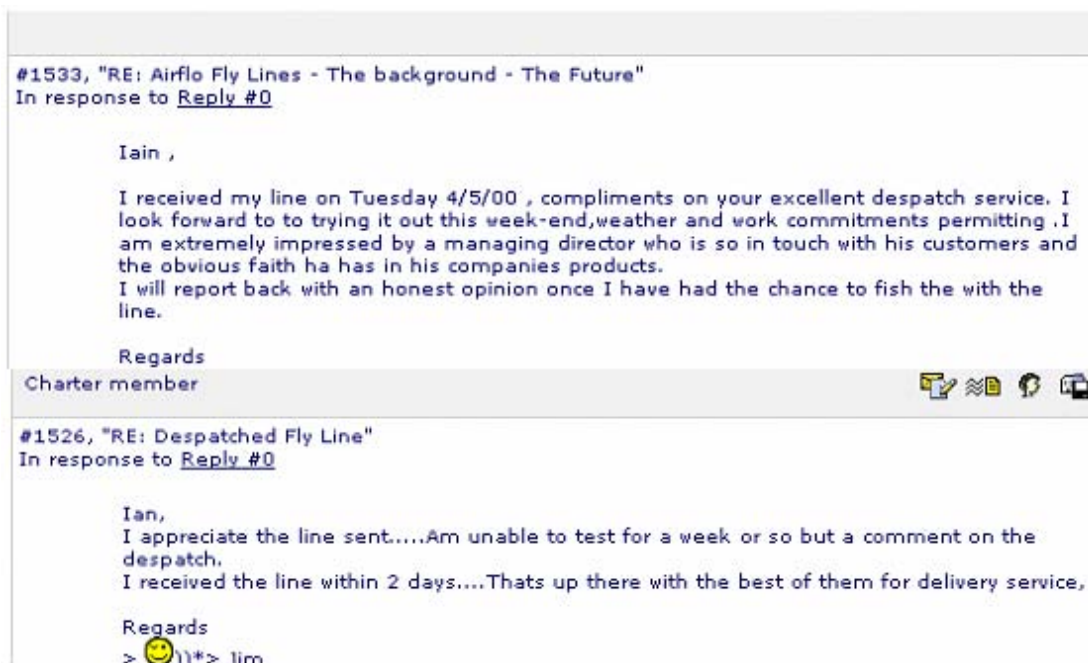 #1533, "RE: Airflo Fly Lines - The background - The Future"
In response to Reply #0
Iain ,
I received my line on Tuesday 4/5/00 , compliments on your excellent despatch service. I
look forward to to trying it out this week-end,weather and work commitments permitting .I
am extremely impressed by a managing director who is so in touch with his customers and
the obvious faith ha has in his companies products.
I will report back with an honest opinion once I have had the chance to fish the with the
line.
Regards
Charter member
#1526, "RE: Despatched Fly Line"
In response to Reply #0
Ian,
I appreciate the line sent.....Am unable to test for a week or so but a comment on the
despatch.
I received the line within 2 days....Thats up there with the best of them for delivery service,
Regards
> ))*> Jim